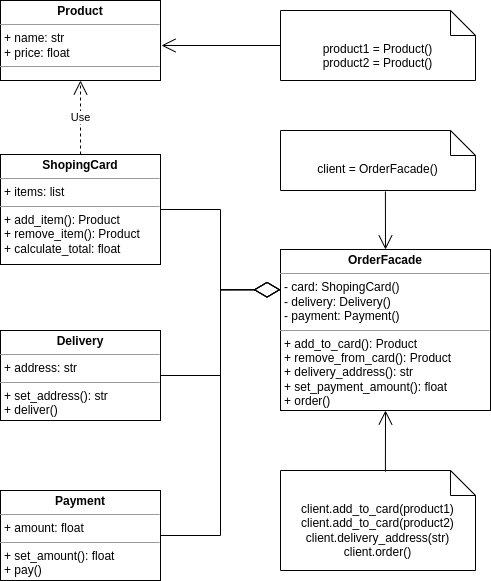 Product
+ name: str
+ price: float
product1 = Product()
product2 = Product()
Use
ShopingCard
+ items: list
+ add_item(): Product
+ remove_item(): Product
+ calculate_total: float
client = OrderFacade()
OrderFacade
- card: ShopingCard()
- delivery: Delivery()
- payment: Payment()
+ add_to_card(): Product
+ remove_from_card(): Product
+ delivery_address(): str
+ set_payment_amount(): float
+ order()
Delivery
+ address: str
+ set_address(): str
+ deliver()
Payment
+ amount: float
+ set_amount(): float
+ pay()
client.add_to_card(product1)
client.add_to_card(product2)
client.delivery_address(str)
client.order()